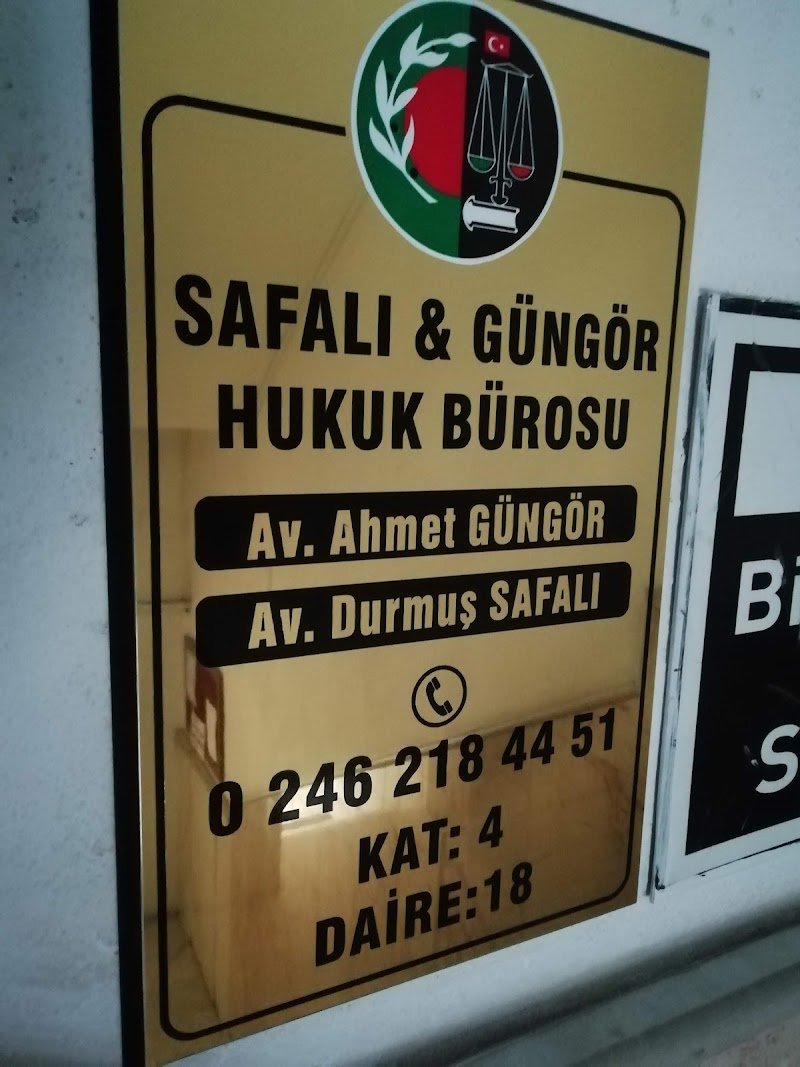 SAFALI & GÜNGÖR
HUKUK BÜROSU
Av. Ahmet GÜNGÖR
Av. Durmuş SAFALI
0 246 218 44 51
KAT: 4
DAİRE:18